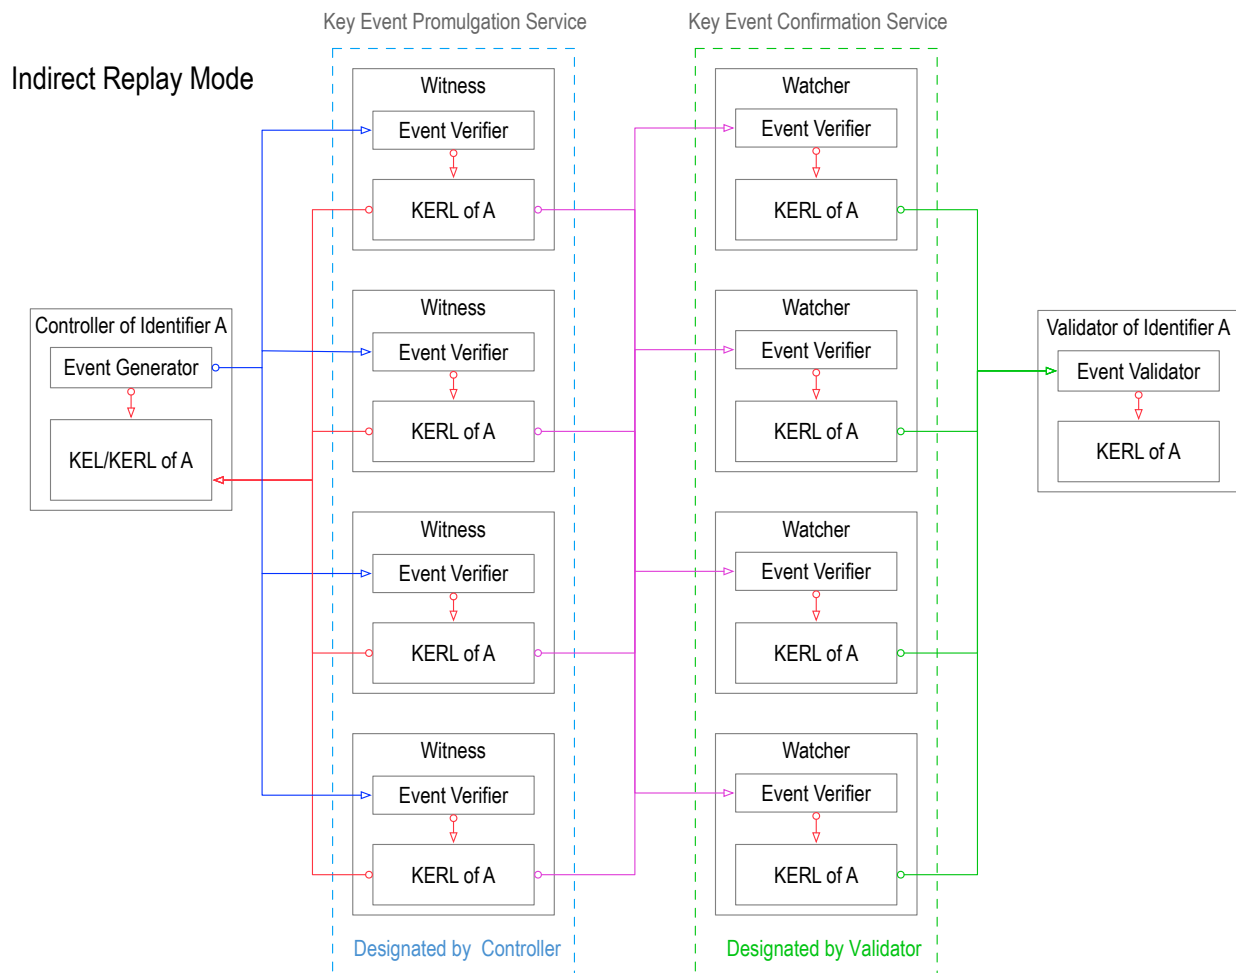 Key Event Promulgation Service
Key Event Confirmation Service
Indirect Replay Mode
Witness
Event Verifier
KERL of A
Watcher
Event Verifier
KERL of A
Controller of Identifier A
Event Generator
KEL/KERL of A
Witness
Event Verifier
KERL of A
Watcher
Event Verifier
KERL of A
Validator of Identifier A
Event Validator
KERL of A
Witness
Event Verifier
KERL of A
Watcher
Event Verifier
KERL of A
Witness
Event Verifier
KERL of A
Watcher
Event Verifier
KERL of A
Designated by Controller
Designated by Validator